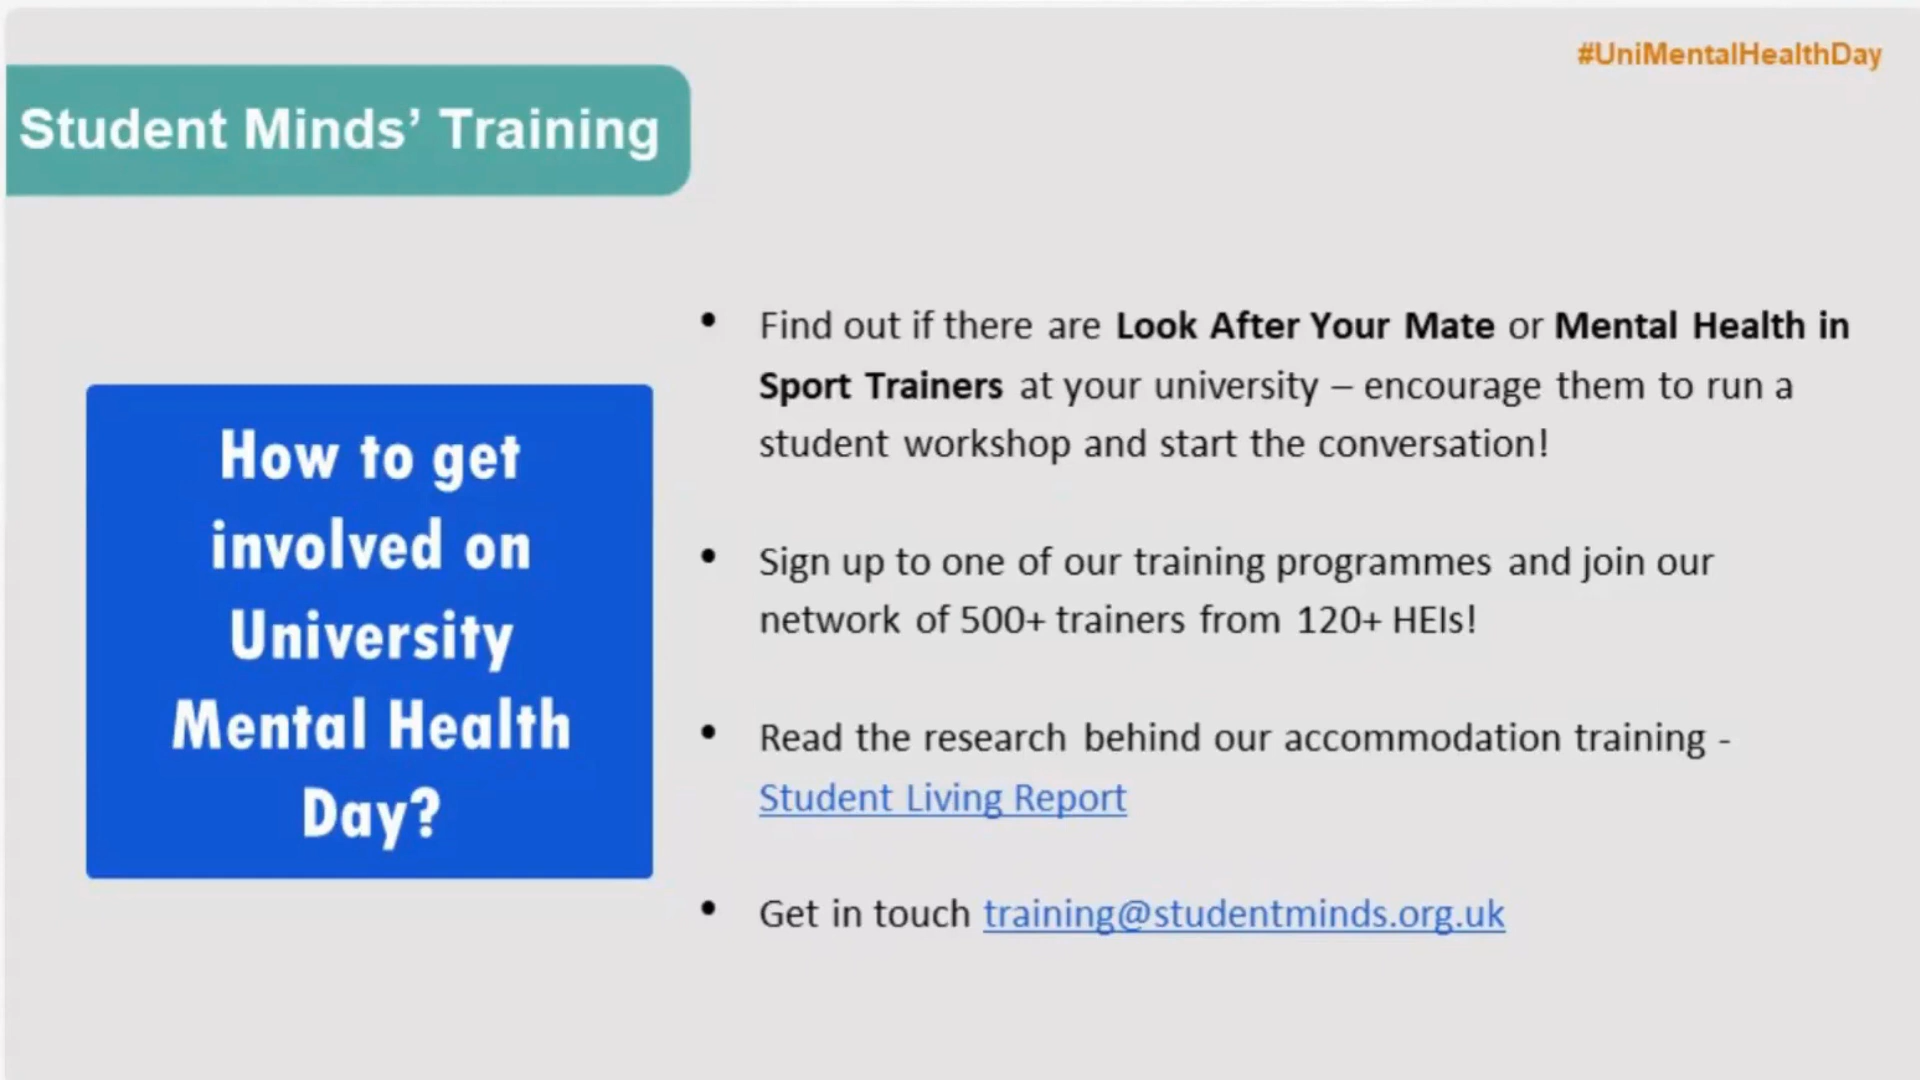 #UniMentalHealthDay
Student Minds’ Training
How to get
involved on
University
Mental Health
Day?
• Find out if there are Look After Your Mate or Mental Health in
Sport Trainers at your university – encourage them to run a
student workshop and start the conversation!
• Sign up to one of our training programmes and join our
network of 500+ trainers from 120+ HEIs!
• Read the research behind our accommodation training -
Student Living Report
• Get in touch training@studentminds.org.uk